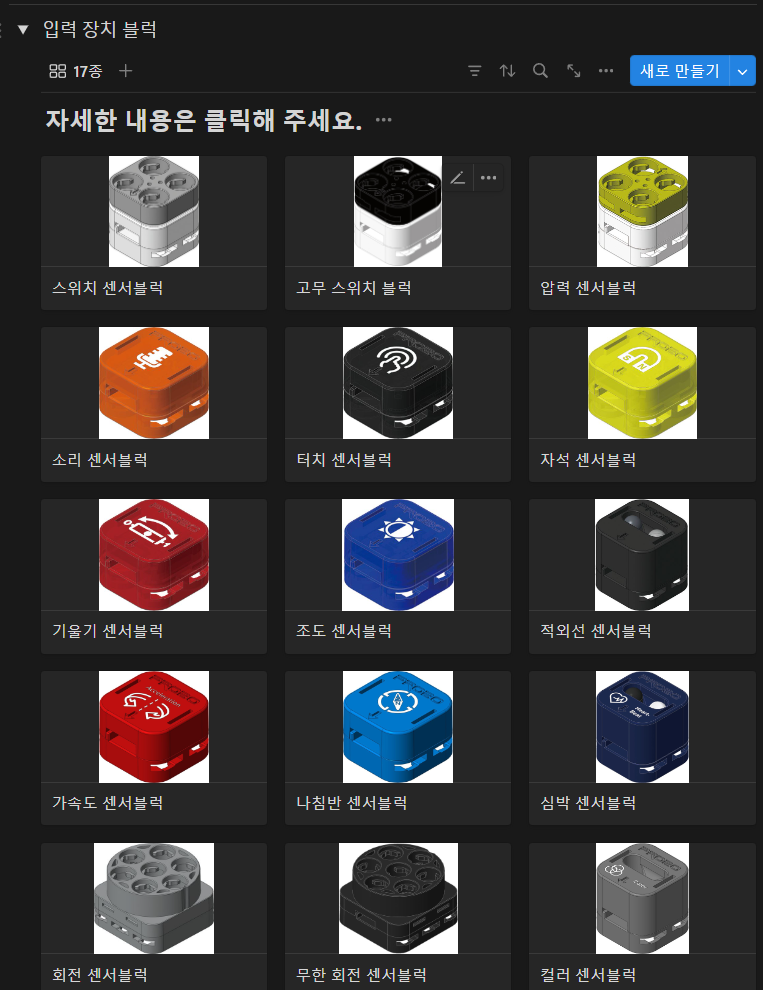 입력 장치 블럭
17종
새로 만들기
자세한 내용은 클릭해 주세요.
스위치 센서블럭
고무 스위치 블럭
압력 센서블럭
소리 센서블럭
터치 센서블럭
자석 센서블럭
기울기 센서블럭
조도 센서블럭
적외선 센서블럭
가속도 센서블럭
나침반 센서블럭
심박 센서블럭
회전 센서블럭
무한 회전 센서블럭
컬러 센서블럭